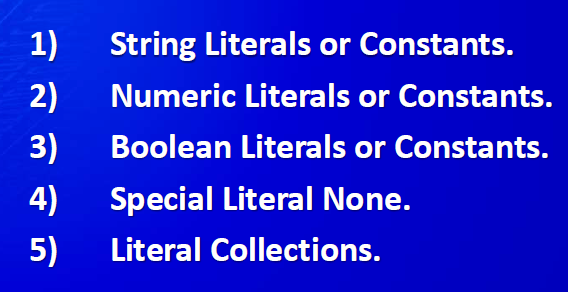 1) String Literals or Constants.
2) Numeric Literals or Constants.
3) Boolean Literals or Constants.
4) Special Literal None.
5) Literal Collections.